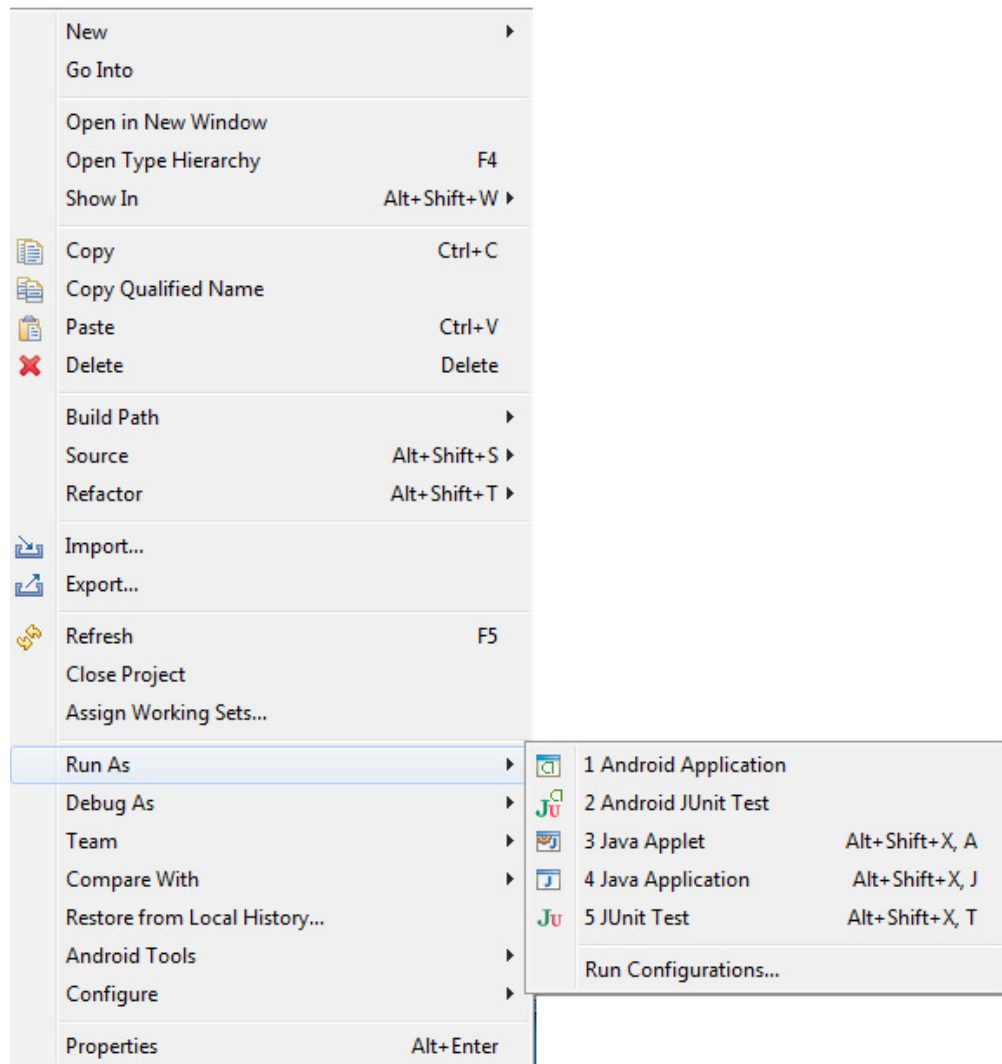 New
Go Into
Open in New Window
Open Type Hierarchy F4
Show In Alt+Shift+W
Copy Ctrl+C
Copy Qualified Name
Paste Ctrl+V
Delete Delete
Build Path
Source Alt+Shift+S
Refactor Alt+Shift+T
Import...
Export...
Refresh F5
Close Project
Assign Working Sets...
Run As
Debug As
Team
Compare With
Restore from Local History...
Android Tools
Configure
Properties Alt+Enter
1 Android Application
2 Android JUnit Test
3 Java Applet Alt+Shift+X, A
4 Java Application Alt+Shift+X, J
5 JUnit Test Alt+Shift+X, T
Run Configurations...